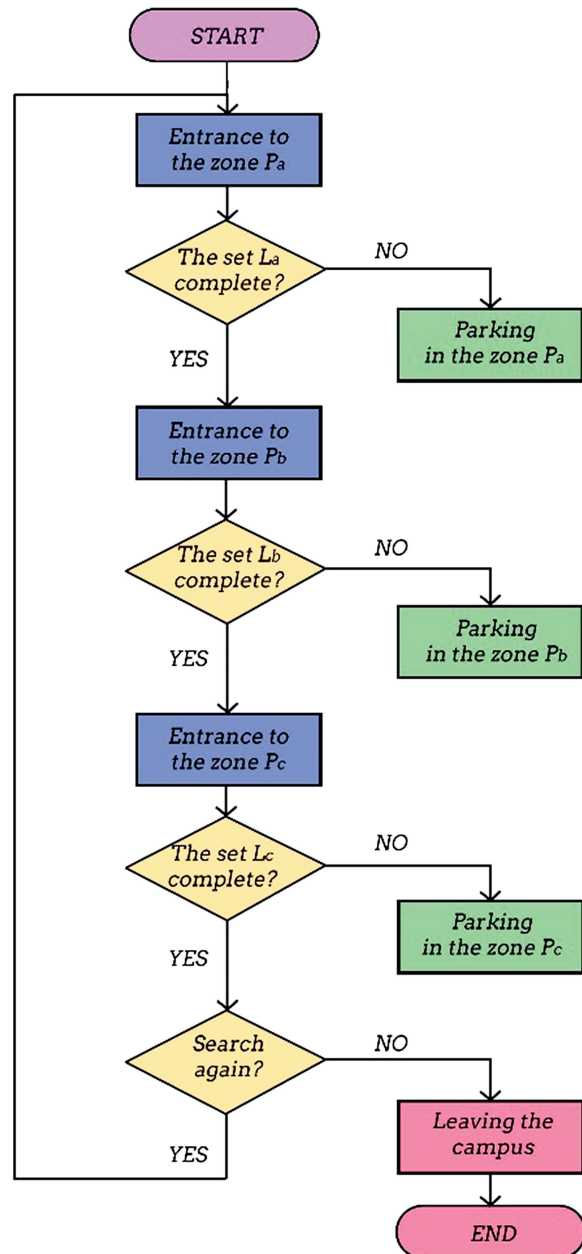 START
Entrance to
the zone Pa
The set La
complete?
NO
Parking
in the zone Pa
YES
Entrance to
the zone Pb
The set Lb
complete?
NO
Parking
in the zone Pb
YES
Entrance to
the zone Pc
The set Lc
complete?
NO
Parking
in the zone Pc
YES
Search
again?
NO
Leaving the
campus
YES
END